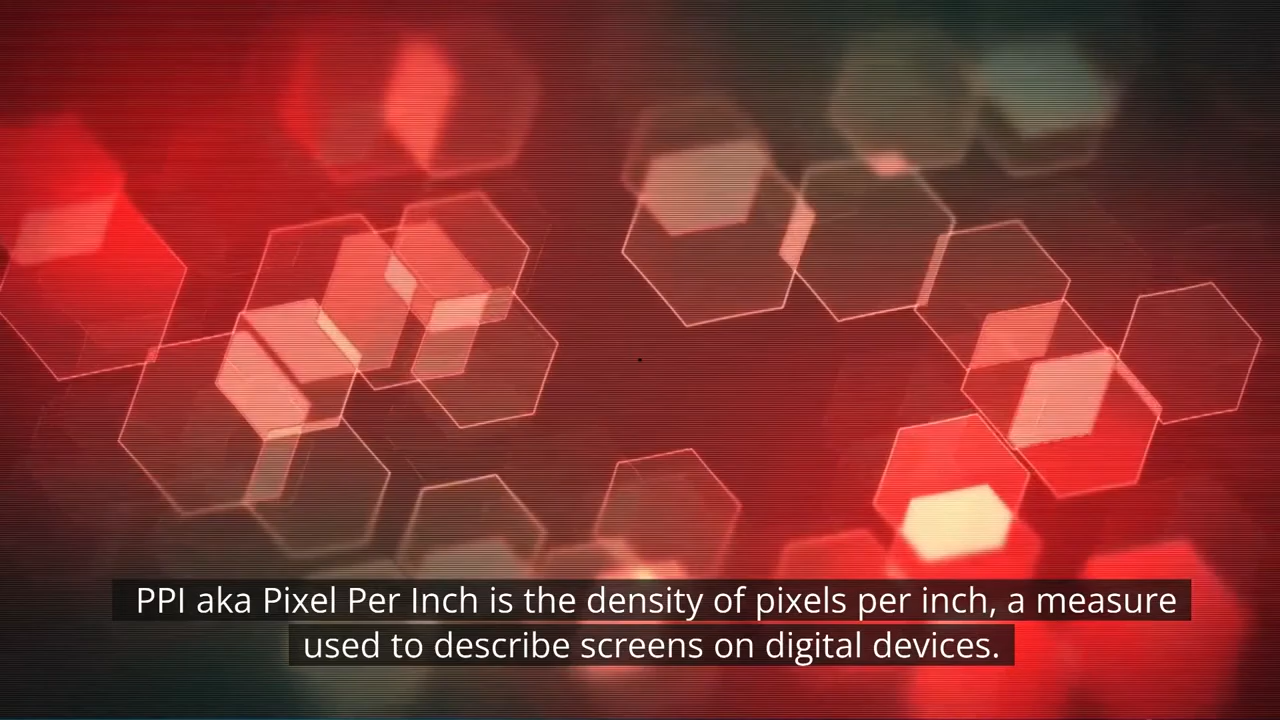 PPI aka Pixel Per Inch is the density of pixels per inch, a measure
used to describe screens on digital devices.